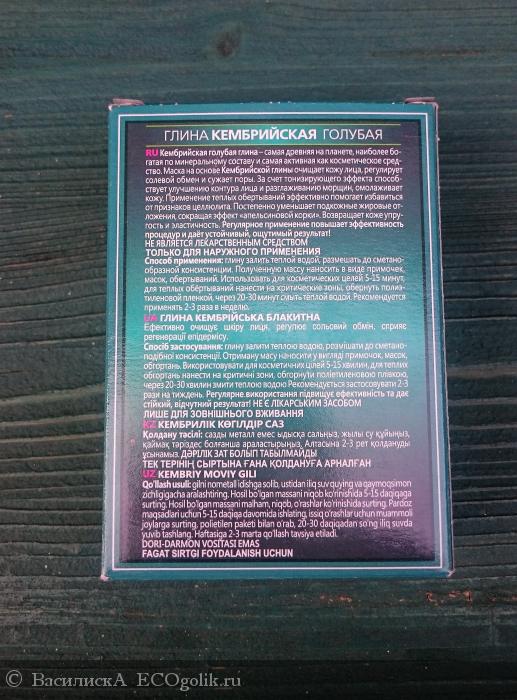 ГЛИНА КЕМБРИЙСКАЯ ГОЛУБАЯ
RU Кембрийская голубая глина – самая древняя на планете, наиболее бо-
гатая по минеральному составу и самая активная как косметическое сред-
ство. Маска на основе Кембрийской глины очищает кожу лица, регулирует
солевой обмен и сужает поры. За счет тонизирующего эффекта способ-
ствует улучшению контура лица и разглаживанию морщин, омолаживает
кожу. Применение теплых обертываний эффективно помогает избавиться
от признаков целлюлита. Постепенно уменьшает подкожные жировые от-
ложения, сокращая эффект «апельсиновой корки». Возвращает коже упру-
гость и эластичность. Регулярное применение повышает эффективность
процедур и даёт устойчивый, ощутимый результат!
НЕ ЯВЛЯЕТСЯ ЛЕКАРСТВЕННЫМ СРЕДСТВОМ
ТОЛЬКО ДЛЯ НАРУЖНОГО ПРИМЕНЕНИЯ
Способ применения: глину залить теплой водой, размешать до сметано-
образной консистенции. Полученную массу наносить в виде примочек,
масок, обертываний. Использовать для косметических целей 5-15 минут,
для теплых обёртываний нанести на критические зоны, обернуть полиэ-
тиленовой пленкой, через 20-30 минут смыть тёплой водой. Рекомендуется
применять 2-3 раза в неделю.
UA ГЛИНА КЕМБРІЙСЬКА БЛАКИТНА
Ефективно очищує шкіру лиця, регулює сольовий обмін, сприяє
регенерації епідермісу.
Спосіб застосування: глину залити теплою водою, розмішати до сметано-
подібної консистенції. Отриману масу наносити у вигляді примочок, масок,
обгортань. Використовувати для косметичних цілей 5-15 хвилин, для теплих
обгортань нанести на критичні зони, обгорнути поліетиленовою плівкою,
через 20-30 хвилин змити теплою водою Рекомендується застосовувати 2-3
рази на тиждень. Регулярне використання підвищує ефективність та дає
стійкий, відчутний результат! НЕ Є ЛІКАРСЬКИМ ЗАСОБОМ
ЛИШЕ ДЛЯ ЗОВНІШНЬОГО ВЖИВАННЯ
KZ КЕМБРИЛІК КӨГІЛДІР САЗ
Қолдану тәсілі: сазды металл емес ыдысқа салыңыз, жылы су құйыңыз,
қаймақ тәріздес болғанша араластырыңыз, Алтасына 2-3 рет қолдануды
ұсынамыз. ДӘРІЛІК ЗАТ БОЛЫП ТАБЫЛМАЙДЫ
ТЕК ТЕРІНІҢ СЫРТЫНА ҒАНА ҚОЛДАНУҒА АРНАЛҒАН
UZ KEMBRIY MOVIY GILI
Qo'llash usuli: gilni nometall idishga solib, ustidan iliq suv quying va qaymoqsimon
zichligigacha aralashtiring. Hosil bo'lgan massani niqob ko'rinishida 5-15 daqiqaga
surting. Hosil bo'lgan massani malham, niqob, o'rashlar ko'rinishida surting. Pardoz
maqsadlari uchun 5-15 daqiqa davomida ishlating, issiq o'rashlar uchun muammoli
joylarga surting, polietilen paketi bilan o'rab, 20-30 daqiqadan so'ng iliq suvda
yuvib tashlang. Haftasiga 2-3 marta qo'llash tavsiya etiladi.
DORI-DARMON VOSITASI EMAS
FAQAT SIRTGI FOYDALANISH UCHUN
© ВасилискА ECOgolik.ru